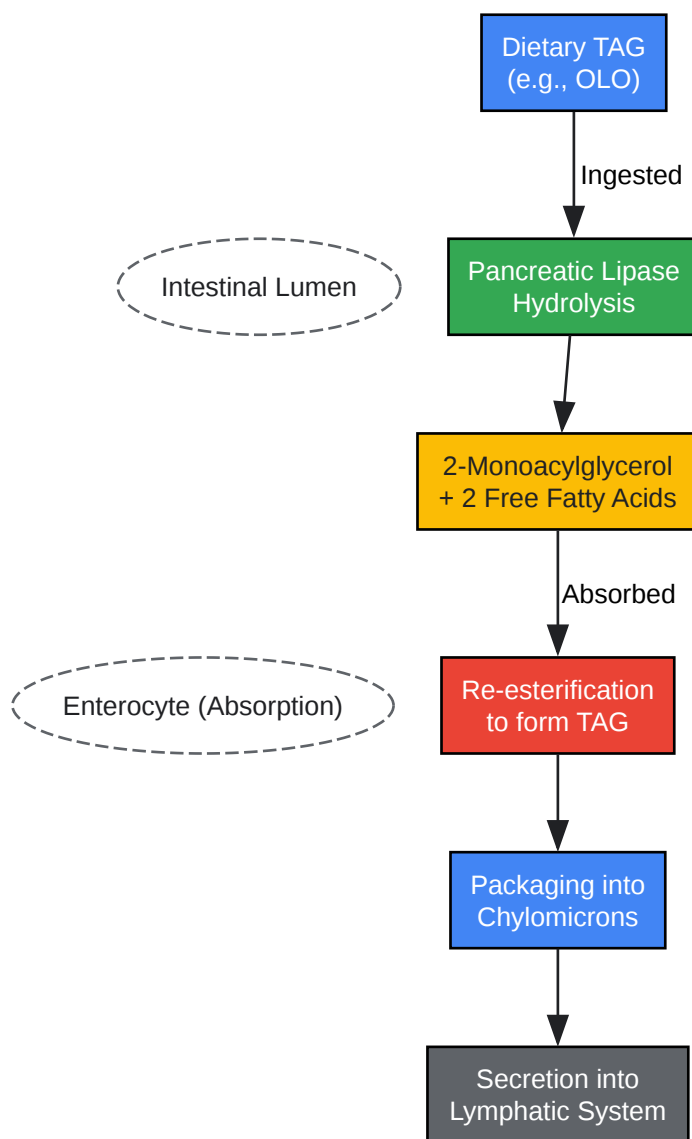 Dietary TAG
(e.g., OLO)
Ingested
Intestinal Lumen
Pancreatic Lipase
Hydrolysis
2-Monoacylglycerol
+ 2 Free Fatty Acids
Absorbed
Enterocyte (Absorption)
Re-esterification
to form TAG
Packaging into
Chylomicrons
Secretion into
Lymphatic System